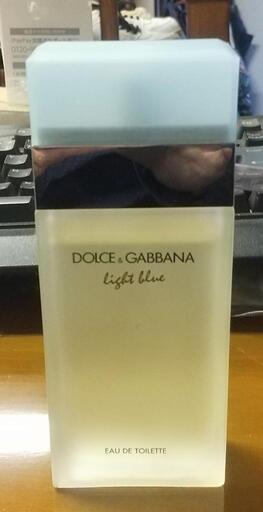 DOLCE & GABBANA
light blue
EAU DE TOILETTE